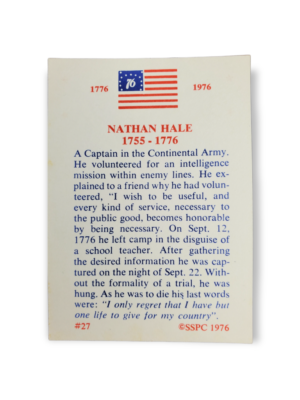 1776 76 1976
NATHAN HALE
1755 - 1776
A Captain in the Continental Army.
He volunteered for an intelligence
mission within enemy lines. He ex-
plained to a friend why he had volun-
teered, “I wish to be useful, and
every kind of service, necessary to
the public good, becomes honorable
by being necessary. On Sept. 12,
1776 he left camp in the disguise of
a school teacher. After gathering
the desired information he was cap-
tured on the night of Sept. 22. With-
out the formality of a trial, he was
hung. As he was to die his last words
were: “I only regret that I have but
one life to give for my country”.
#27 ©SSPC 1976